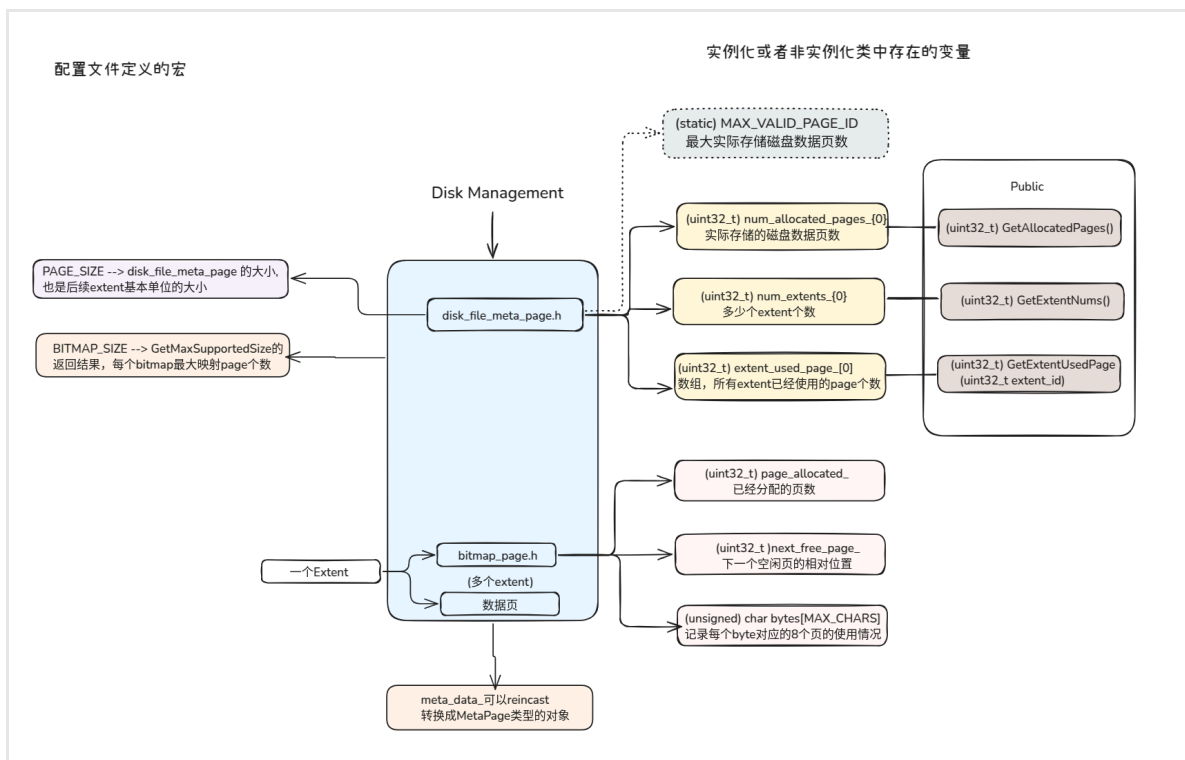 配置文件定义的宏
实例化或者非实例化类中存在的变量
(static) MAX_VALID_PAGE_ID
最大实际存储磁盘数据页数
Disk Management
Public
(uint32_t) num_allocated_pages_{0}
实际存储的磁盘数据页数
(uint32_t) GetAllocatedPages()
PAGE_SIZE --> disk_file_meta_page 的大小,
也是后续extent基本单位的大小
disk_file_meta_page.h
(uint32_t) num_extents_{0}
多少个extent个数
(uint32_t) GetExtentNums()
BITMAP_SIZE --> GetMaxSupportedSize的
返回结果，每个bitmap最大映射page个数
(uint32_t) extent_used_page_[0]
数组，所有extent已经使用的page个数
(uint32_t) GetExtentUsedPage
(uint32_t extent_id)
(uint32_t) page_allocated_
已经分配的页数
一个Extent
bitmap_page.h
(多个extent)
数据页
(uint32_t )next_free_page_
下一个空闲页的相对位置
(unsigned) char bytes[MAX_CHARS]
记录每个byte对应的8个页的使用情况
meta_data_可以reincast
转换成MetaPage类型的对象